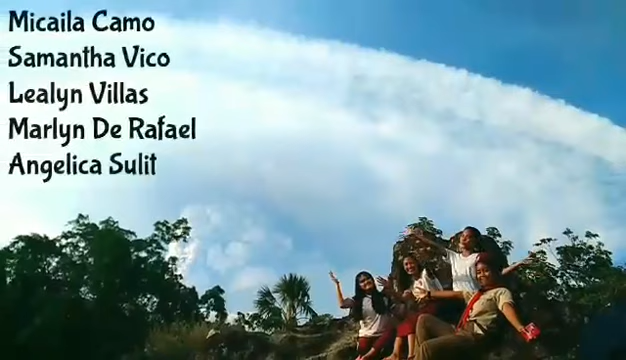 Micaila Camo
Samantha Vico
Lealyn Villas
Marlyn De Rafael
Angelica Sulit